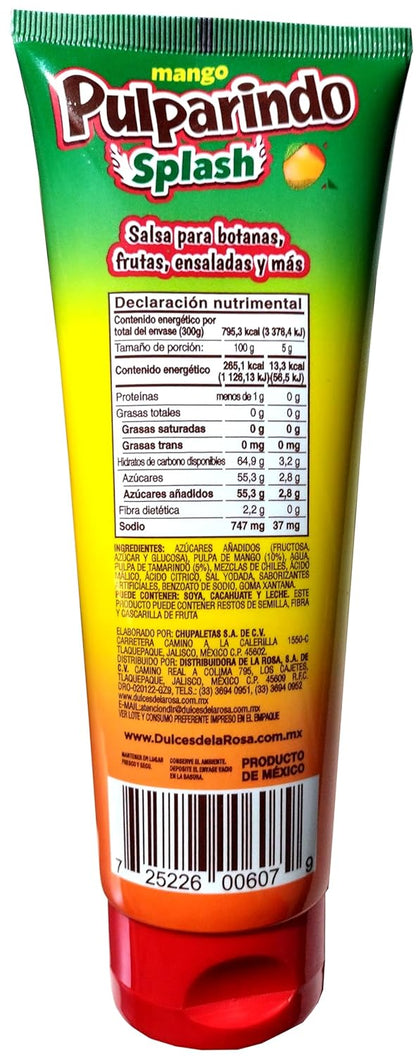 mango
Pulparindo
Splash
Salsa para botanas,
frutas, ensaladas y más
Declaración nutrimental
Contenido energético por
total del envase (300g) 795,3 kcal (3 378,4 kJ)
Tamaño de porción: 100 g 5 g
Contenido energético 265,1 kcal (1 126,13 kJ) 13,3 kcal (56,5 kJ)
Proteínas menos de 1 g 0 g
Grasas totales 0 g 0 g
Grasas saturadas 0 g 0 g
Grasas trans 0 mg 0 mg
Hidratos de carbono disponibles 64,9 g 3,2 g
Azúcares 55,3 g 2,8 g
Azúcares añadidos 55,3 g 2,8 g
Fibra dietética 2,2 g 0 g
Sodio 747 mg 37 mg
INGREDIENTES: AZÚCARES AÑADIDOS (FRUCTOSA,
AZÚCAR Y GLUCOSA), PULPA DE MANGO (10%), AGUA,
PULPA DE TAMARINDO (5%), MEZCLAS DE CHILES, ÁCIDO
MÁLICO, ÁCIDO CÍTRICO, SAL YODADA, SABORIZANTES
ARTIFICIALES, BENZOATO DE SODIO, GOMA XANTANA.
PUEDE CONTENER: SOYA, CACAHUATE Y LECHE. ESTE
PRODUCTO PUEDE CONTENER RESTOS DE SEMILLA, FIBRA
Y CASCARILLA DE FRUTA
ELABORADO POR: CHUPALETAS S.A. DE C.V.
CARRETERA CAMINO A LA CALERILLA 1550-C
TLAQUEPAQUE, JALISCO, MÉXICO C.P. 45602.
DISTRIBUIDO POR: DISTRIBUIDORA DE LA ROSA, S.A. DE
C.V. CAMINO REAL A COLIMA 795, LOS CAJETES,
TLAQUEPAQUE, JALISCO, MÉXICO C.P. 45609 R.F.C.
DRO-020122-GZ9, TELS.: (33) 3694 0951, (33) 3694 0952
www.dulcesdelarosa.com.mx
E-MAIL:atenciondlr@dulcesdelarosa.com.mx
VER LOTE Y CONSUMO PREFERENTE IMPRESO EN EL EMPAQUE
www.DulcesdelaRosa.com.mx
MANTENER EN LUGAR
FRESCO Y SECO.
CONSERVE EL AMBIENTE.
DEPOSITE EL ENVASE VACÍO
EN LA BASURA.
PRODUCTO
DE MÉXICO
7 25226 00607 9